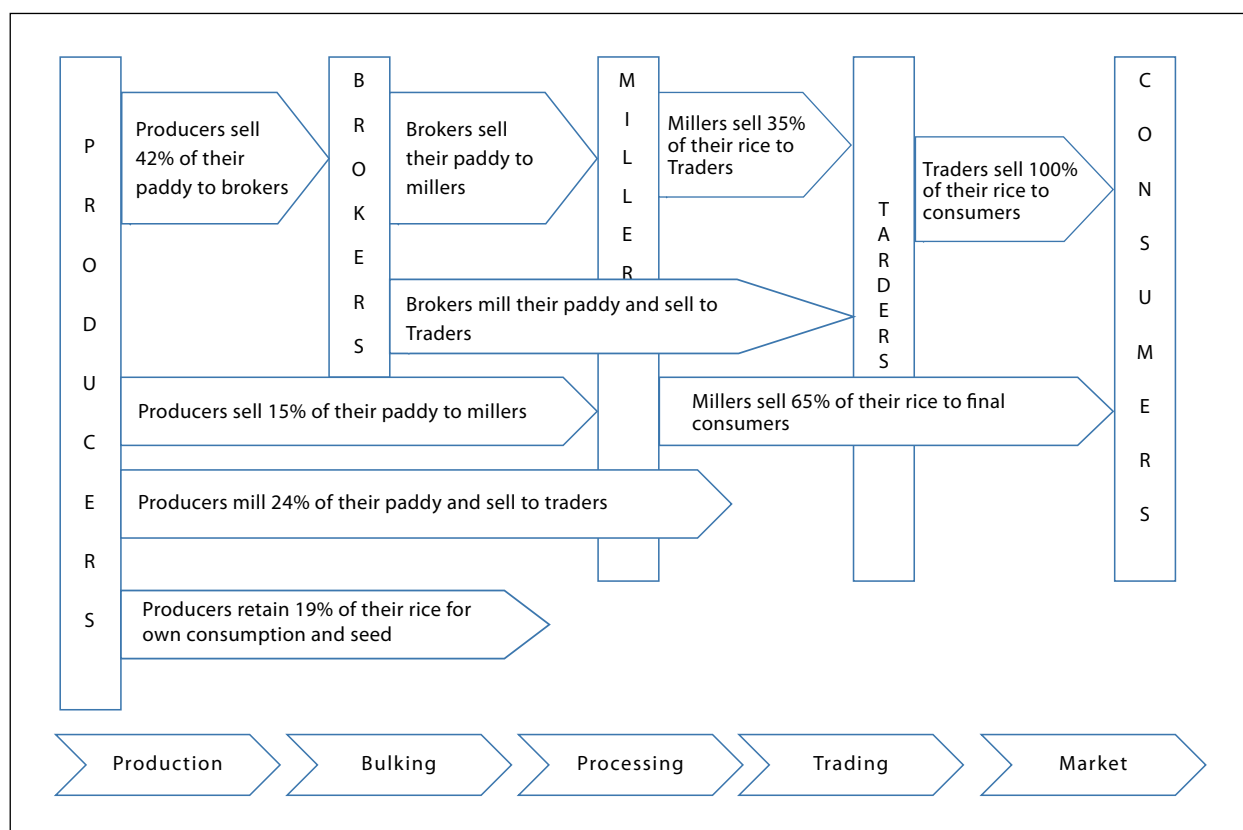 PRODUCERS
Producers sell
42% of their
paddy to brokers
BROKERS
Brokers sell
their paddy to
millers
MILLER
Millers sell 35%
of their rice to
Traders
TARDERS
Traders sell 100%
of their rice to
consumers
CONSUMERS
Brokers mill their paddy and sell to
Traders
Producers sell 15% of their paddy to millers
Millers sell 65% of their rice to final
consumers
Producers mill 24% of their paddy and sell to traders
Producers retain 19% of their rice for
own consumption and seed
Production
Bulking
Processing
Trading
Market